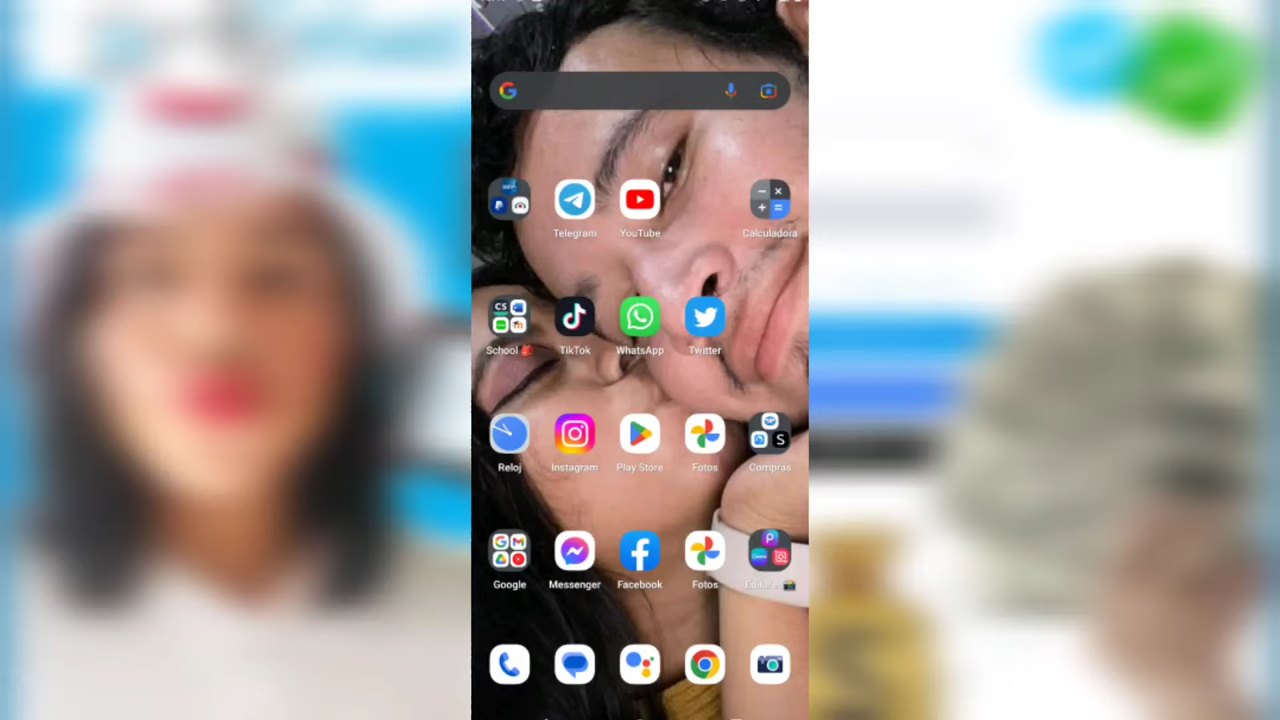 Telegram YouTube Calculadora
School TikTok WhatsApp Twitter
Reloj Instagram Play Store Fotos Compras
Google Messenger Facebook Fotos